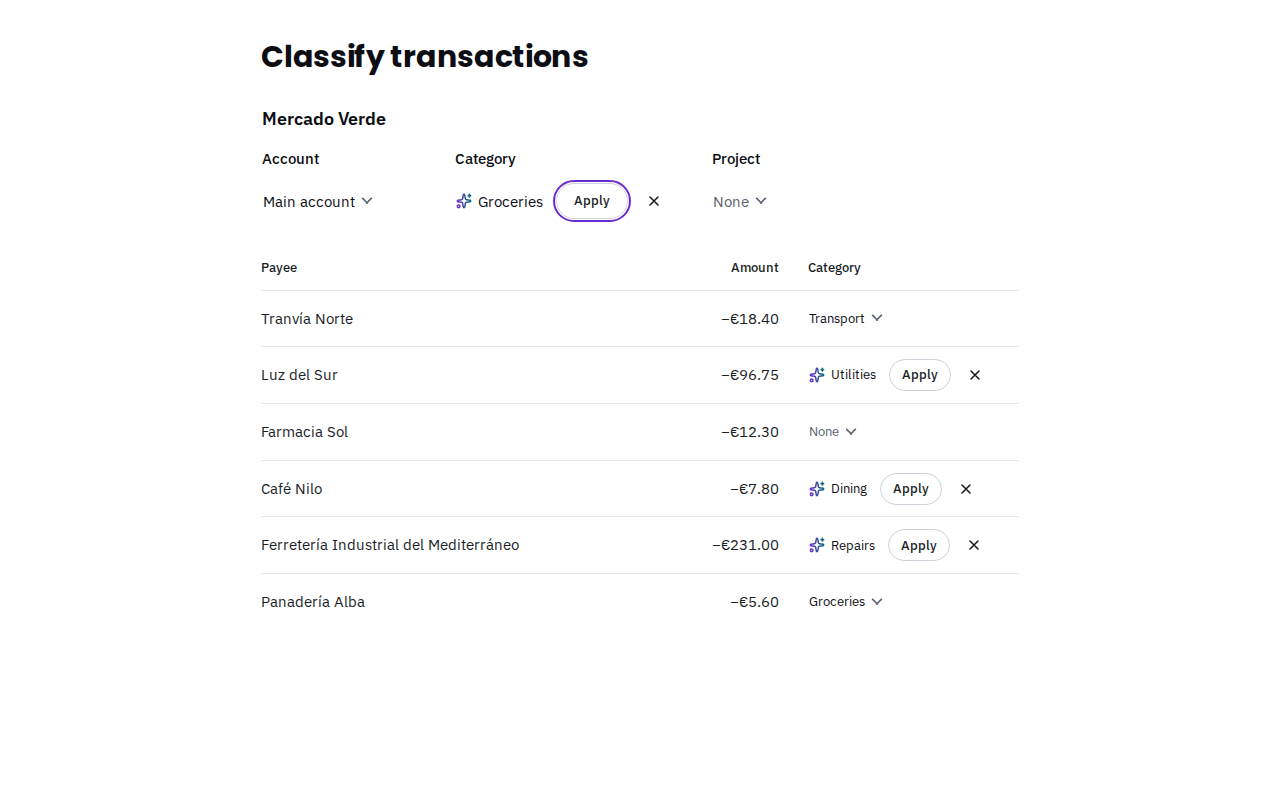 Classify transactions
Mercado Verde
Account Category Project
Main account Groceries Apply None
Payee Amount Category
Tranvía Norte −€18.40 Transport
Luz del Sur −€96.75 Utilities Apply
Farmacia Sol −€12.30 None
Café Nilo −€7.80 Dining Apply
Ferretería Industrial del Mediterráneo −€231.00 Repairs Apply
Panadería Alba −€5.60 Groceries